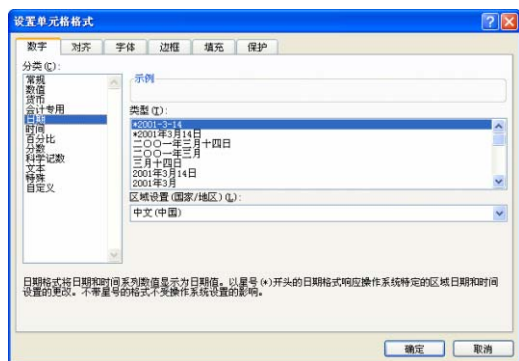 设置单元格格式
数字 对齐 字体 边框 填充 保护
分类(C):
常规
数值
货币
会计专用
日期
时间
百分比
分数
科学记数
文本
特殊
自定义
示例
类型(T):
*2001-3-14
*2001年3月14日
二〇〇一年三月十四日
二〇〇一年三月
三月十四日
2001年3月14日
2001年3月
区域设置(国家/地区)(L):
中文(中国)
日期格式将日期和时间系列数值显示为日期值。以星号(*)开头的日期格式响应操作系统特定的区域日期和时间
设置的更改。不带星号的格式不受操作系统设置的影响。
确定 取消